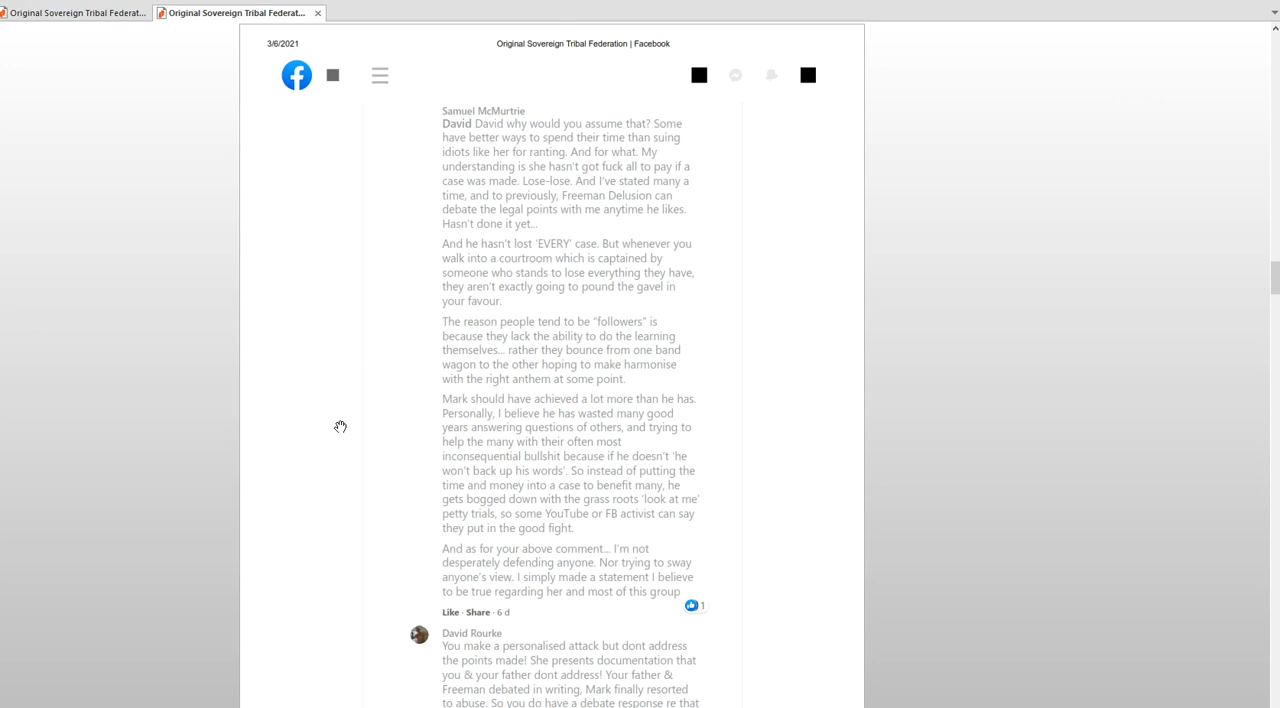 Original Sovereign Tribal Federat...
Original Sovereign Tribal Federat...
3/6/2021
Original Sovereign Tribal Federation | Facebook
Samuel McMurtrie
David David why would you assume that? Some
have better ways to spend their time than suing
idiots like her for ranting. And for what. My
understanding is she hasn't got fuck all to pay if a
case was made. Lose-lose. And I've stated many a
time, and to previously, Freeman Delusion can
debate the legal points with me anytime he likes.
Hasn't done it yet...
And he hasn't lost 'EVERY' case. But whenever you
walk into a courtroom which is captained by
someone who stands to lose everything they have,
they aren't exactly going to pound the gavel in
your favour.
The reason people tend to be "followers" is
because they lack the ability to do the learning
themselves... rather they bounce from one band
wagon to the other hoping to make harmonise
with the right anthem at some point.
Mark should have achieved a lot more than he has.
Personally, I believe he has wasted many good
years answering questions of others, and trying to
help the many with their often most
inconsequential bullshit because if he doesn't 'he
won't back up his words'. So instead of putting the
time and money into a case to benefit many, he
gets bogged down with the grass roots 'look at me'
petty trials, so some YouTube or FB activist can say
they put in the good fight.
And as for your above comment... I'm not
desperately defending anyone. Nor trying to sway
anyone's view. I simply made a statement I believe
to be true regarding her and most of this group
Like · Share · 6 d
1
David Rourke
You make a personalised attack but dont address
the points made! She presents documentation that
you & your father dont address! Your father &
Freeman debated in writing, Mark finally resorted
to abuse. So you do have a debate response re that